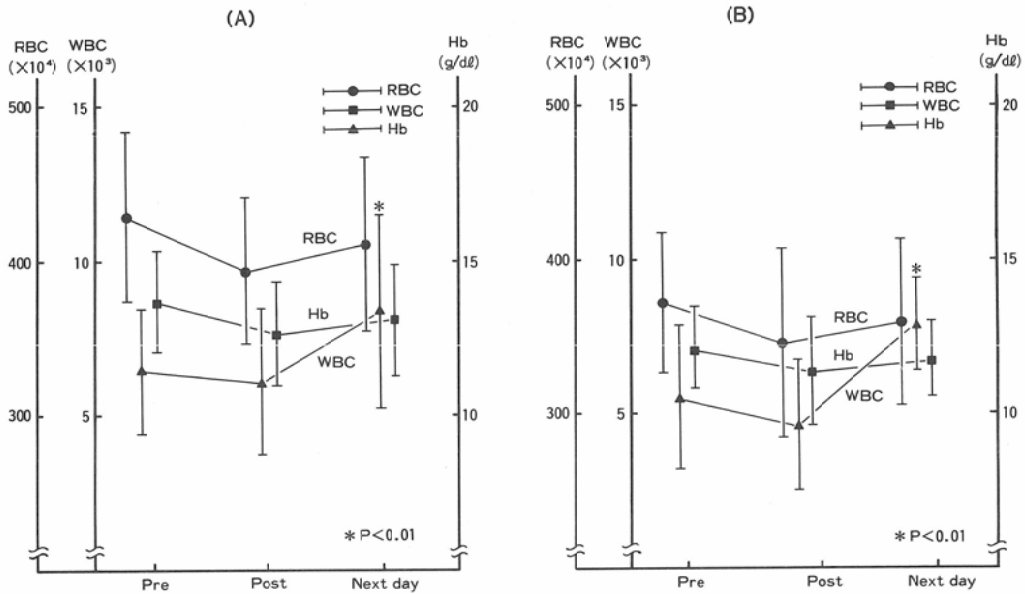 (A)
RBC WBC Hb
(×10⁴) (×10³) (g/dℓ)
RBC
WBC
Hb
500 15 20
*
RBC
400 10 15
Hb
WBC
300 5 10
* P<0.01
Pre Post Next day
(B)
RBC WBC Hb
(×10⁴) (×10³) (g/dℓ)
RBC
WBC
Hb
500 15 20
*
RBC
400 10 15
Hb
WBC
300 5 10
* P<0.01
Pre Post Next day